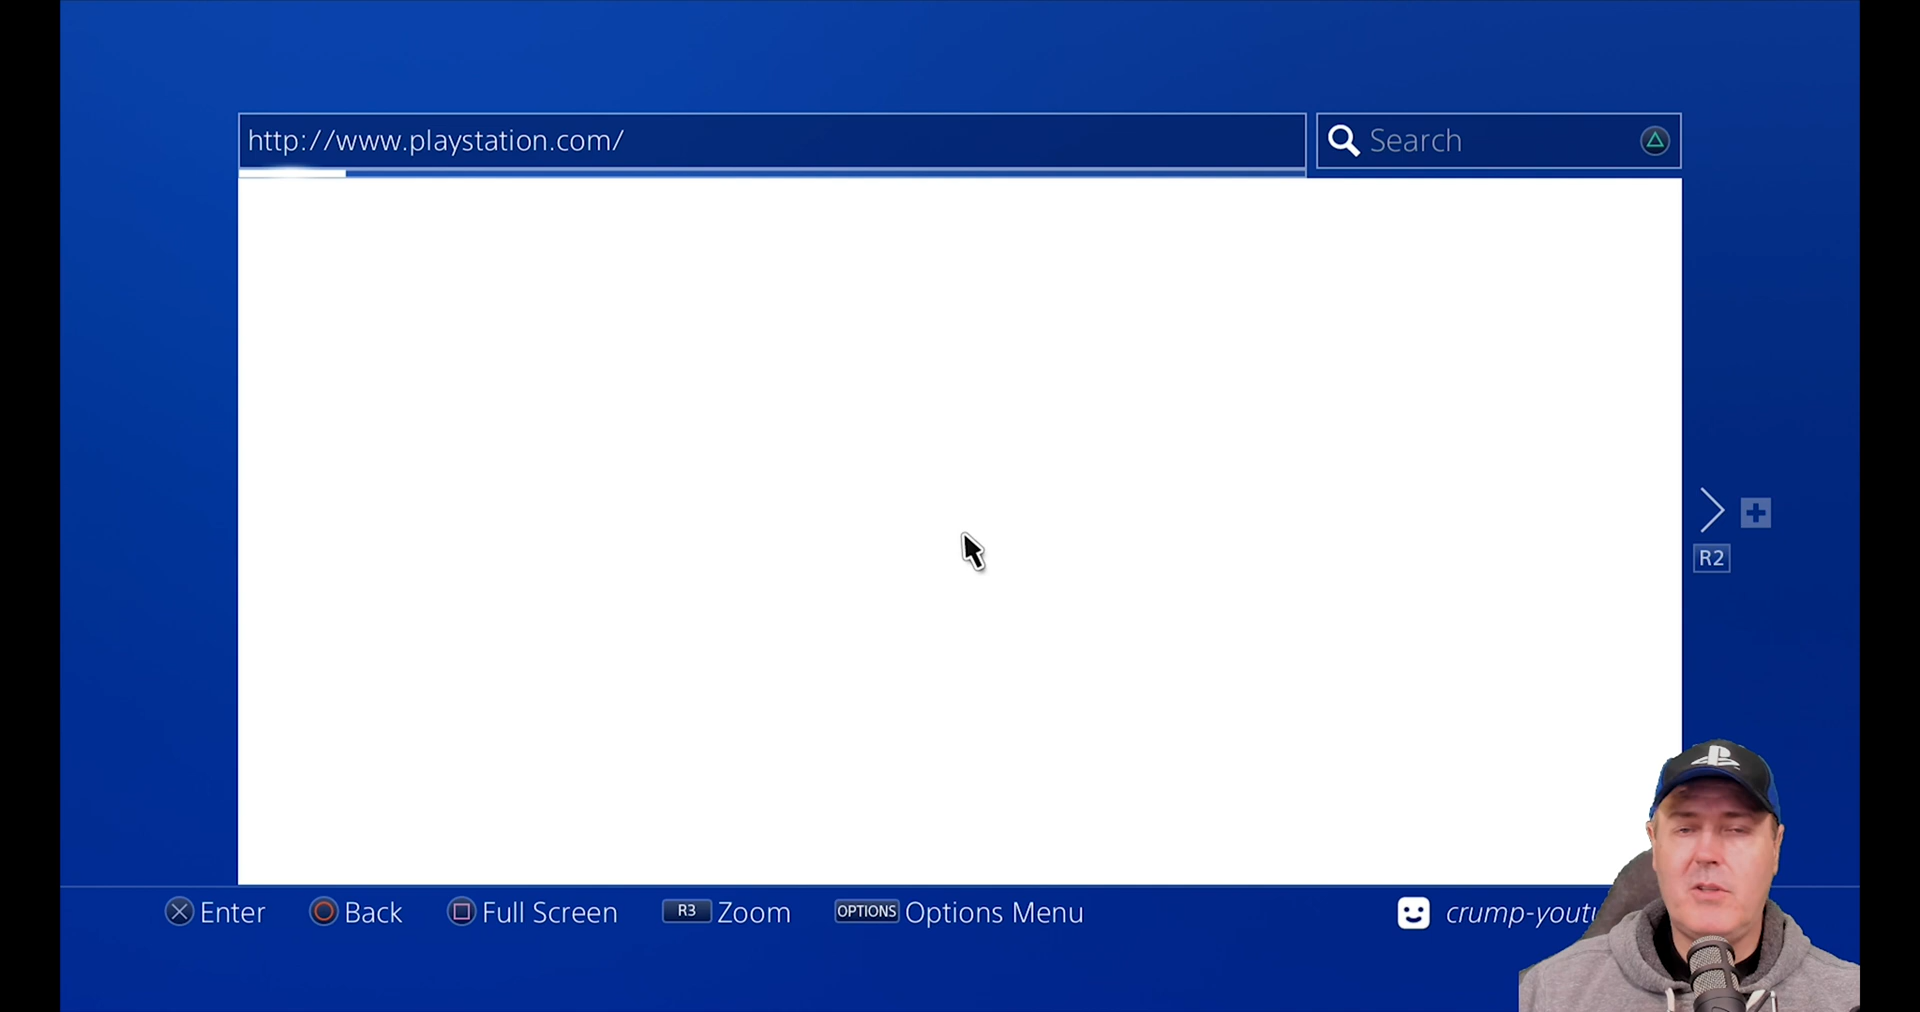 http://www.playstation.com/
Search
R2
Enter
Back
Full Screen
R3 Zoom
OPTIONS Options Menu